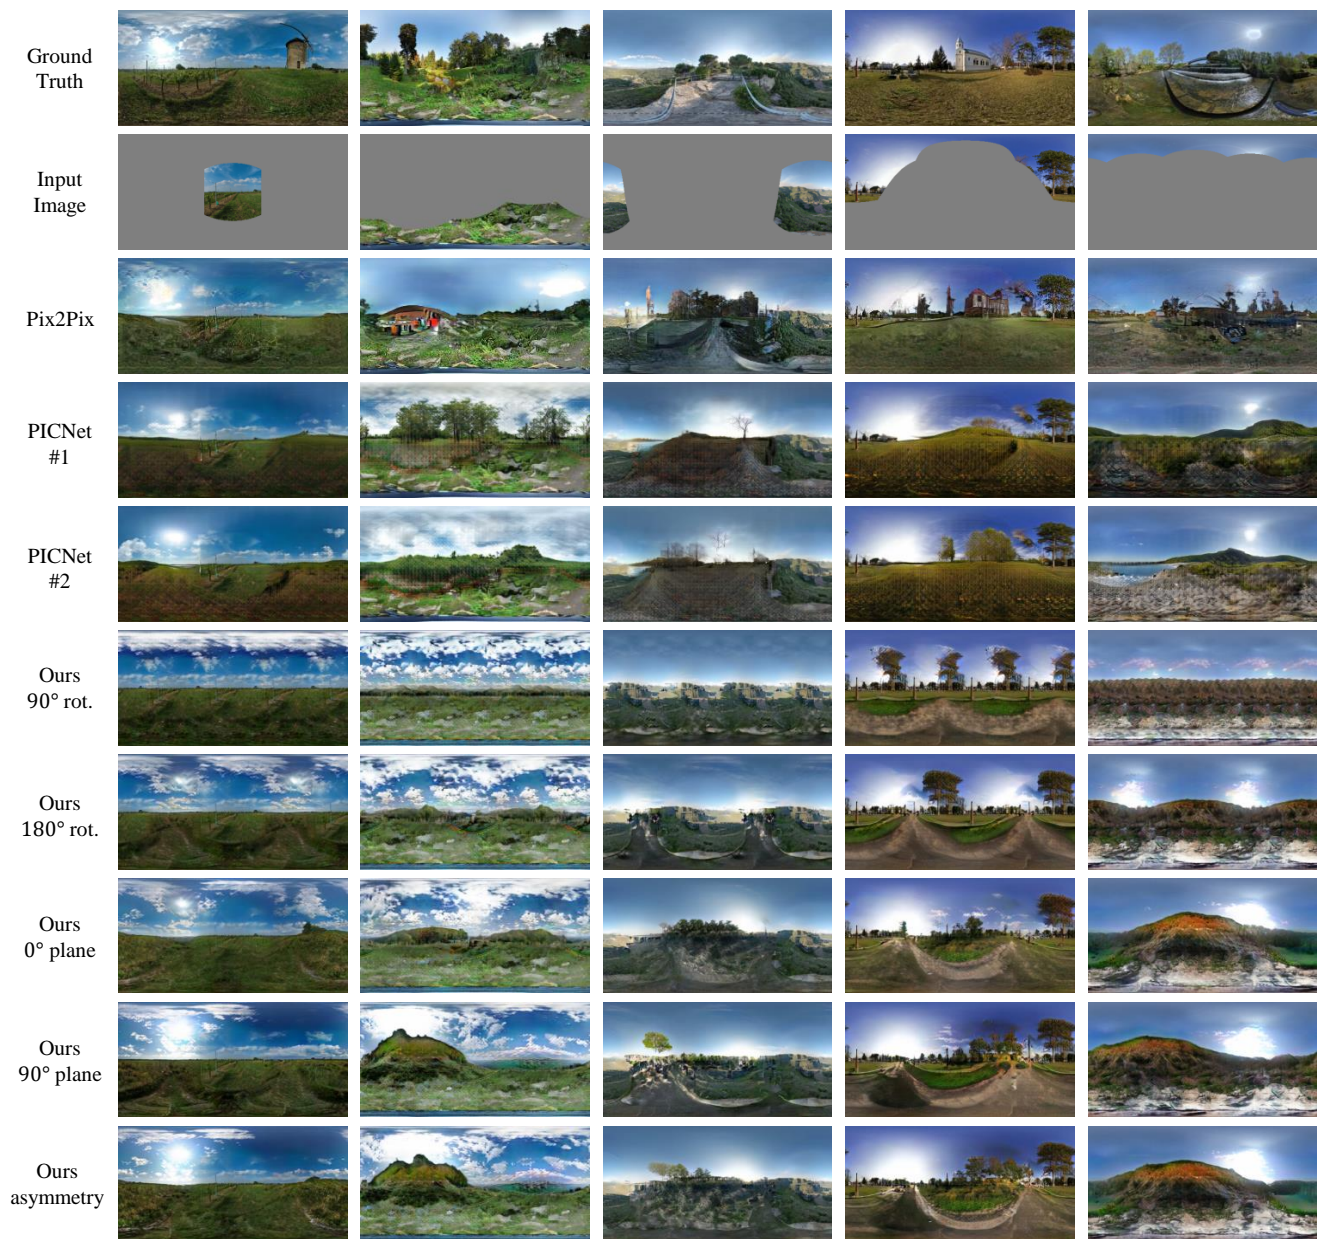 Ground
Truth
Input
Image
Pix2Pix
PICNet
#1
PICNet
#2
Ours
90° rot.
Ours
180° rot.
Ours
0° plane
Ours
90° plane
Ours
asymmetry